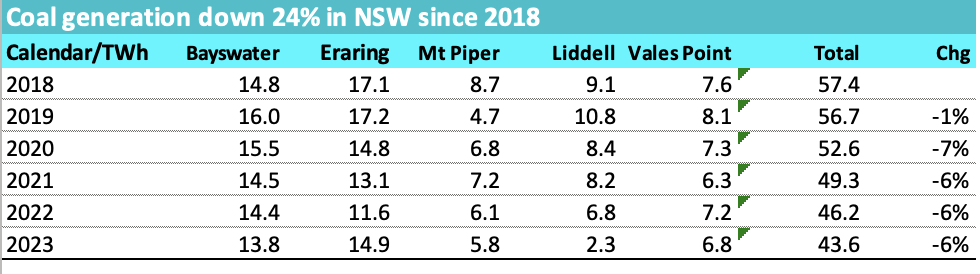 Coal generation down 24% in NSW since 2018
Calendar/TWh Bayswater Eraring Mt Piper Liddell Vales Point Total Chg
2018 14.8 17.1 8.7 9.1 7.6 57.4
2019 16.0 17.2 4.7 10.8 8.1 56.7 -1%
2020 15.5 14.8 6.8 8.4 7.3 52.6 -7%
2021 14.5 13.1 7.2 8.2 6.3 49.3 -6%
2022 14.4 11.6 6.1 6.8 7.2 46.2 -6%
2023 13.8 14.9 5.8 2.3 6.8 43.6 -6%